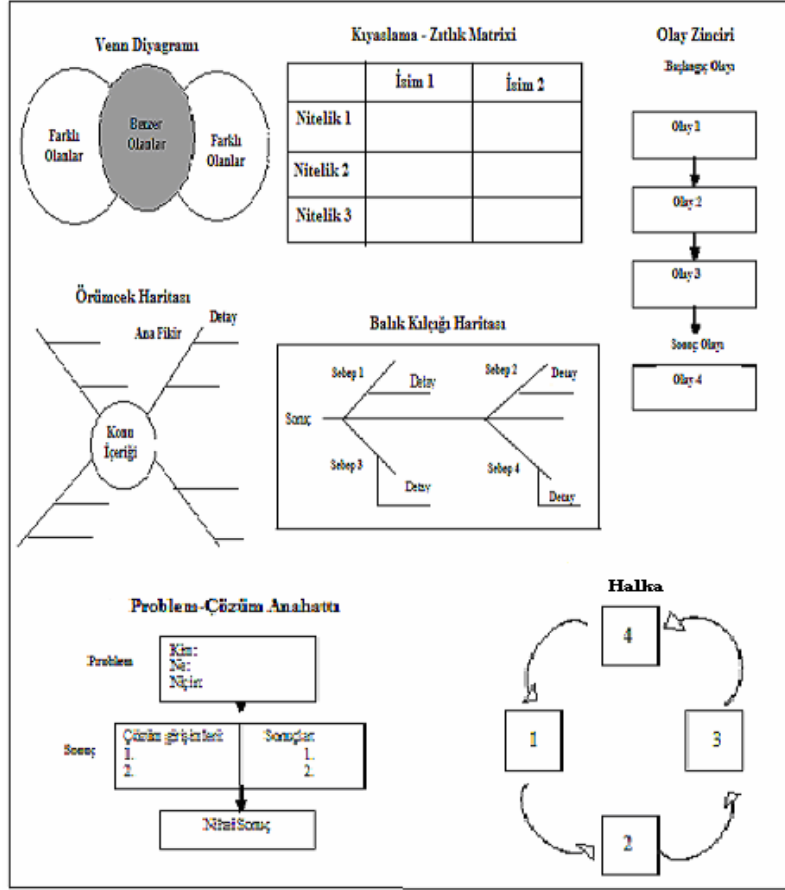 Venn Diyagramı
Farklı
Olanlar
Benzer
Olanlar
Farklı
Olanlar
Kıyaslama - Zıtlık Matrixi
İsim 1
İsim 2
Nitelik 1
Nitelik 2
Nitelik 3
Olay Zinciri
Başlangıç Olayı
Olay 1
Olay 2
Olay 3
Sonuç Olayı
Olay 4
Örümcek Haritası
Ana Fikir
Detay
Konu
İçeriği
Balık Kılçığı Haritası
Sebep 1
Detay
Sebep 2
Detay
Sonuç
Sebep 3
Detay
Sebep 4
Detay
Problem-Çözüm Anahattı
Problem
Kim:
Ne:
Niçin:
Sonuç
Çözüm girişimleri:
1.
2.
Sonuçlar:
1.
2.
Nihai Sonuç
Halka
4
1
3
2